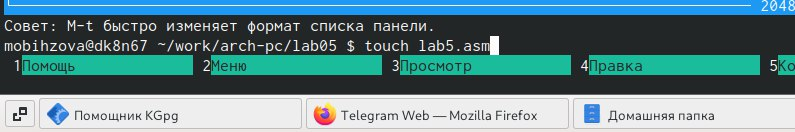 2048
Совет: M-t быстро изменяет формат списка панели.
mobihzova@dk8n67 ~/work/arch-pc/lab05 $ touch lab5.asm
1Помощь 2Меню 3Просмотр 4Правка 5Ко
Помощник KGpg Telegram Web — Mozilla Firefox Домашняя папка